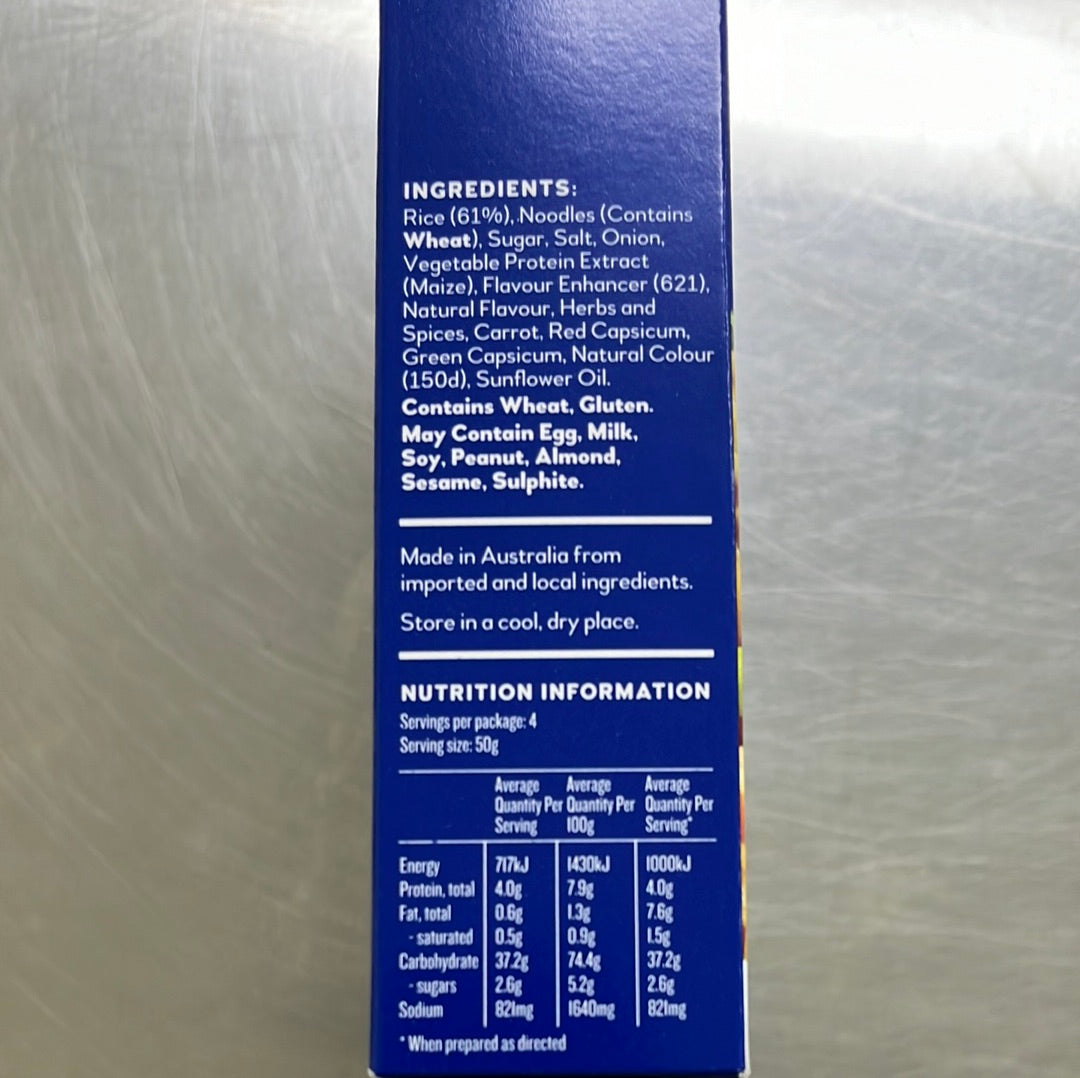 INGREDIENTS:
Rice (61%), Noodles (Contains
Wheat), Sugar, Salt, Onion,
Vegetable Protein Extract
(Maize), Flavour Enhancer (621),
Natural Flavour, Herbs and
Spices, Carrot, Red Capsicum,
Green Capsicum, Natural Colour
(150d), Sunflower Oil.
Contains Wheat, Gluten.
May Contain Egg, Milk,
Soy, Peanut, Almond,
Sesame, Sulphite.
Made in Australia from
imported and local ingredients.
Store in a cool, dry place.
NUTRITION INFORMATION
Servings per package: 4
Serving size: 50g
Average Average Average
Quantity Per Quantity Per Quantity Per
Serving 100g Serving*
Energy 717kJ 1430kJ 1000kJ
Protein, total 4.0g 7.9g 4.0g
Fat, total 0.6g 1.3g 7.6g
- saturated 0.5g 0.9g 1.5g
Carbohydrate 37.2g 74.4g 37.2g
- sugars 2.6g 5.2g 2.6g
Sodium 821mg 1640mg 821mg
* When prepared as directed